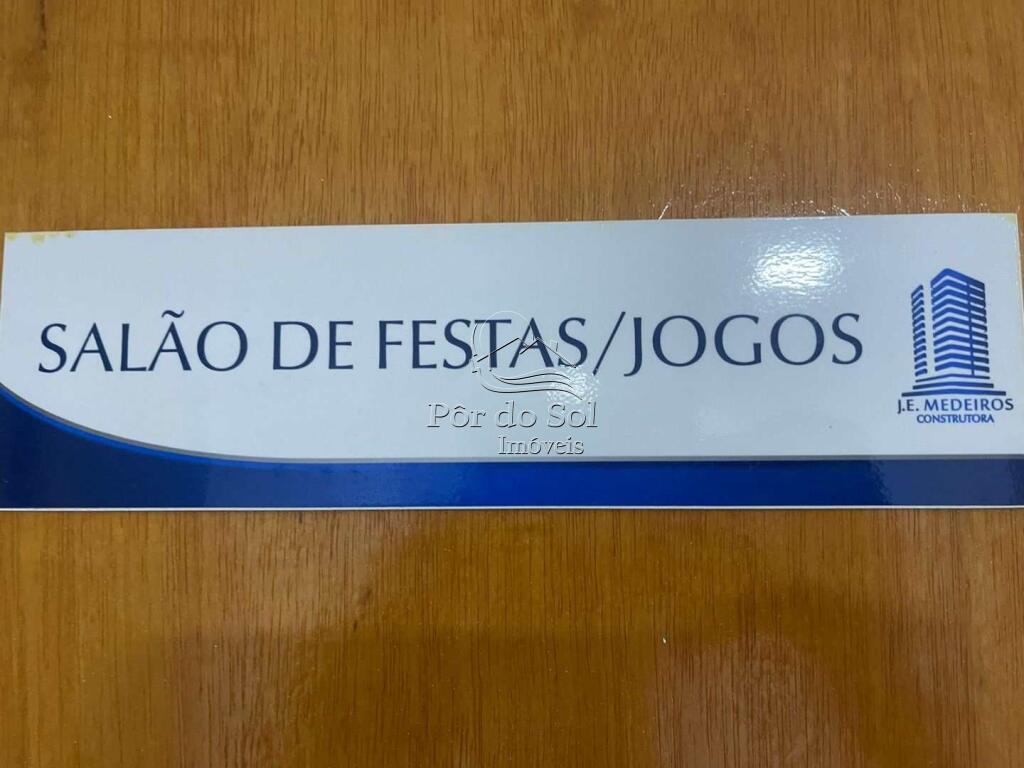 SALÃO DE FESTAS/JOGOS
J.E. MEDEIROS
CONSTRUTORA
Pôr do Sol
Imóveis